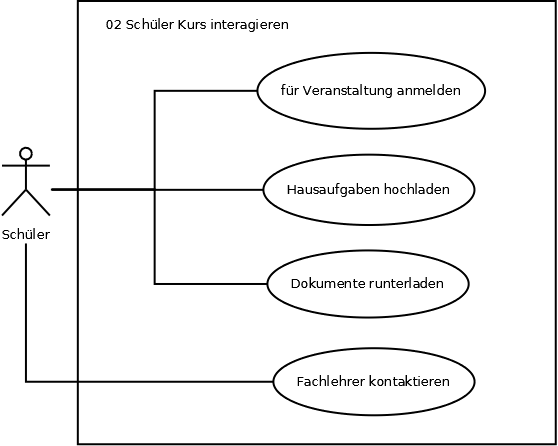 02 Schüler Kurs interagieren
für Veranstaltung anmelden
Hausaufgaben hochladen
Schüler
Dokumente runterladen
Fachlehrer kontaktieren